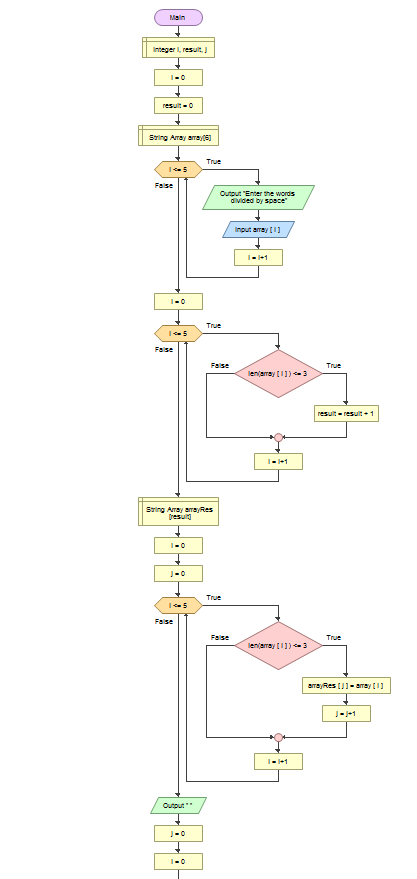 Main
Integer i, result, j
i = 0
result = 0
String Array array[6]
i <= 5
True
False
Output "Enter the words
divided by space"
Input array [ i ]
i = i+1
i = 0
i <= 5
True
False
len(array [ i ] ) <= 3
False
True
result = result + 1
i = i+1
String Array arrayRes
[result]
i = 0
j = 0
i <= 5
True
False
len(array [ i ] ) <= 3
False
True
arrayRes [ j ] = array [ i ]
j = j+1
i = i+1
Output " "
j = 0
i = 0